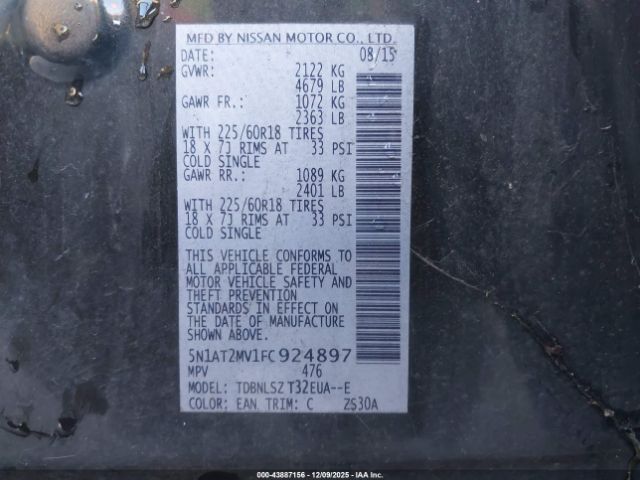 MFD BY NISSAN MOTOR CO., LTD.
DATE: 08/15
GVWR: 2122 KG
4679 LB
GAWR FR.: 1072 KG
2363 LB
WITH 225/60R18 TIRES
18 X 7J RIMS AT 33 PSI
COLD SINGLE
GAWR RR.: 1089 KG
2401 LB
WITH 225/60R18 TIRES
18 X 7J RIMS AT 33 PSI
COLD SINGLE
THIS VEHICLE CONFORMS TO
ALL APPLICABLE FEDERAL
MOTOR VEHICLE SAFETY AND
THEFT PREVENTION
STANDARDS IN EFFECT ON
THE DATE OF MANUFACTURE
SHOWN ABOVE.
5N1AT2MV1FC924897
MPV 476
MODEL: TDBNLSZ T32EUA--E
COLOR: EAN TRIM: C ZS30A
000-43887156 - 12/09/2025 - IAAI Inc.